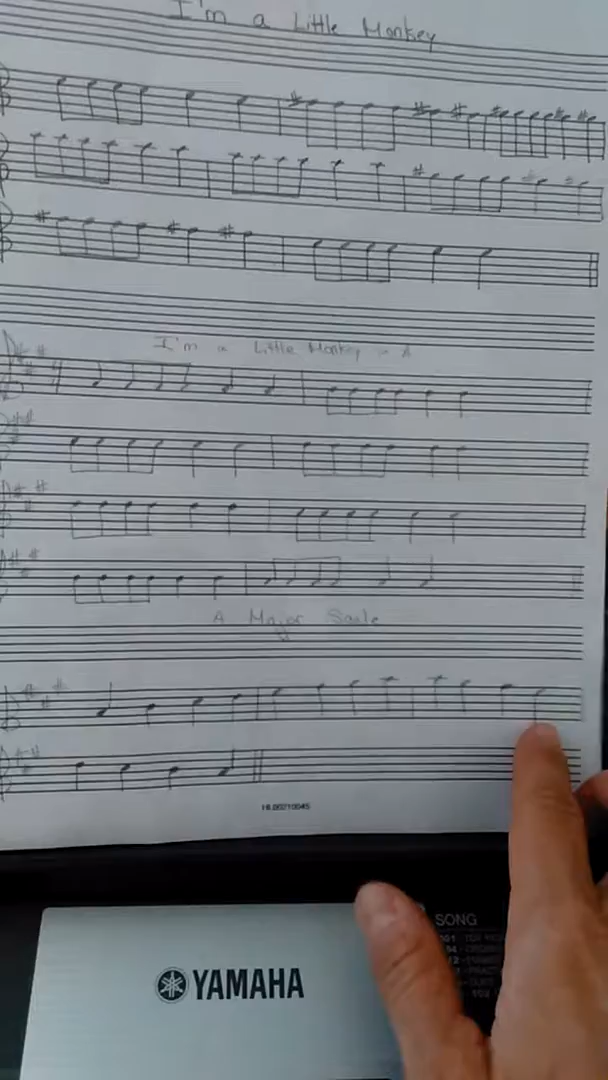 I'm a Little Monkey
I'm a Little Monkey - A
A Major Scale
YAMAHA
SONG